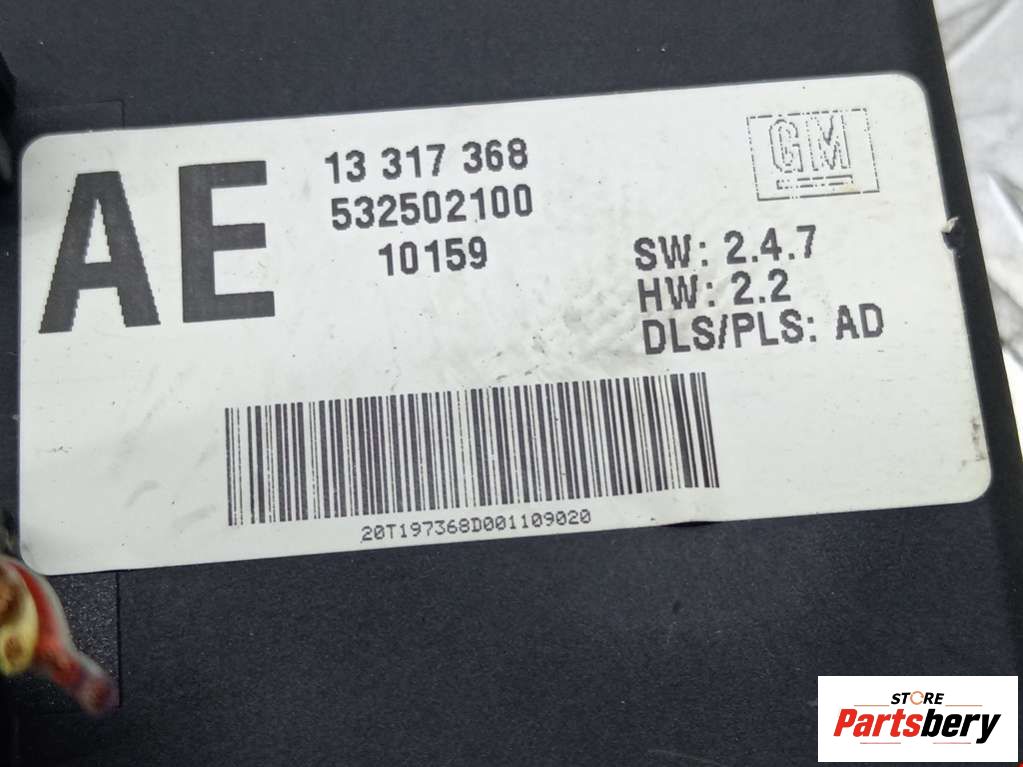 AE
13 317 368
532502100
10159
GM
SW: 2.4.7
HW: 2.2
DLS/PLS: AD
20T197368D001109020
STORE
Partsbery